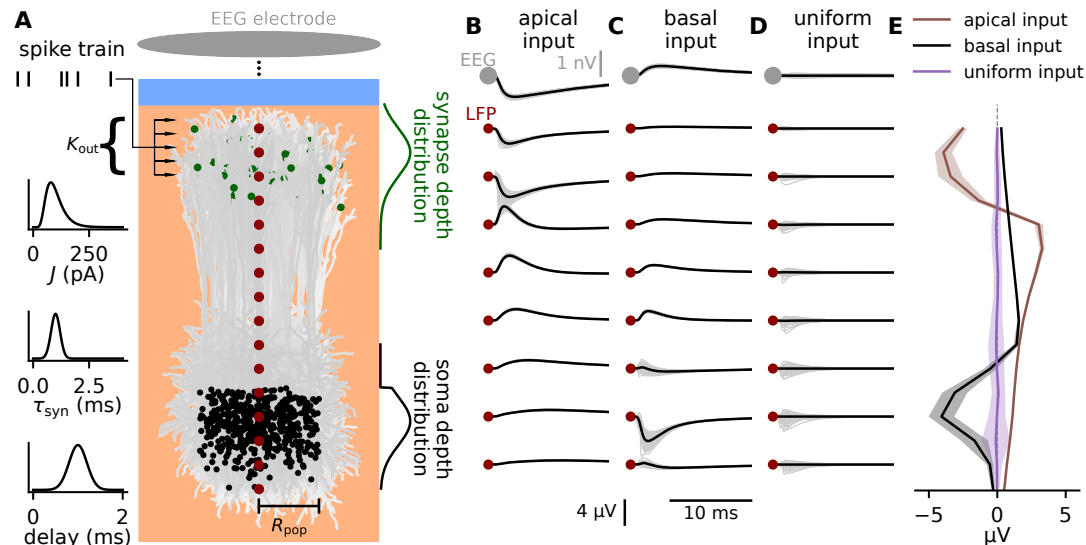 A
EEG electrode
spike train
K_out
0 250
J (pA)
0.0 2.5
τ_syn (ms)
0 2
delay (ms)
synapse depth
distribution
soma depth
distribution
R_pop
B
apical
input
EEG
1 nV
LFP
4 μV
C
basal
input
10 ms
D
uniform
input
E
apical input
basal input
uniform input
−5 0 5
μV